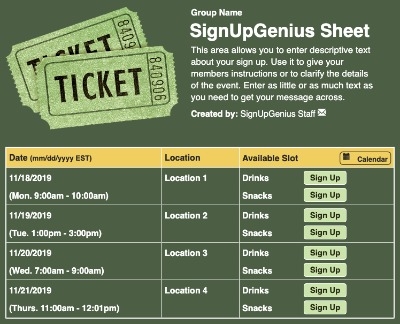 Group Name
SignUpGenius Sheet
This area allows you to enter descriptive text
about your sign up. Use it to give your
members instructions or to clarify the details
of the event. Enter as little or as much text as
you need to get your message across.
Created by: SignUpGenius Staff
TICKET
840906
840906
Date (mm/dd/yyyy EST) Location Available Slot Calendar
11/18/2019 Location 1 Drinks Sign Up
(Mon. 9:00am - 10:00am) Snacks Sign Up
11/19/2019 Location 2 Drinks Sign Up
(Tue. 1:00pm - 3:00pm) Snacks Sign Up
11/20/2019 Location 3 Drinks Sign Up
(Wed. 7:00am - 9:00am) Snacks Sign Up
11/21/2019 Location 4 Drinks Sign Up
(Thurs. 11:00am - 12:01pm) Snacks Sign Up